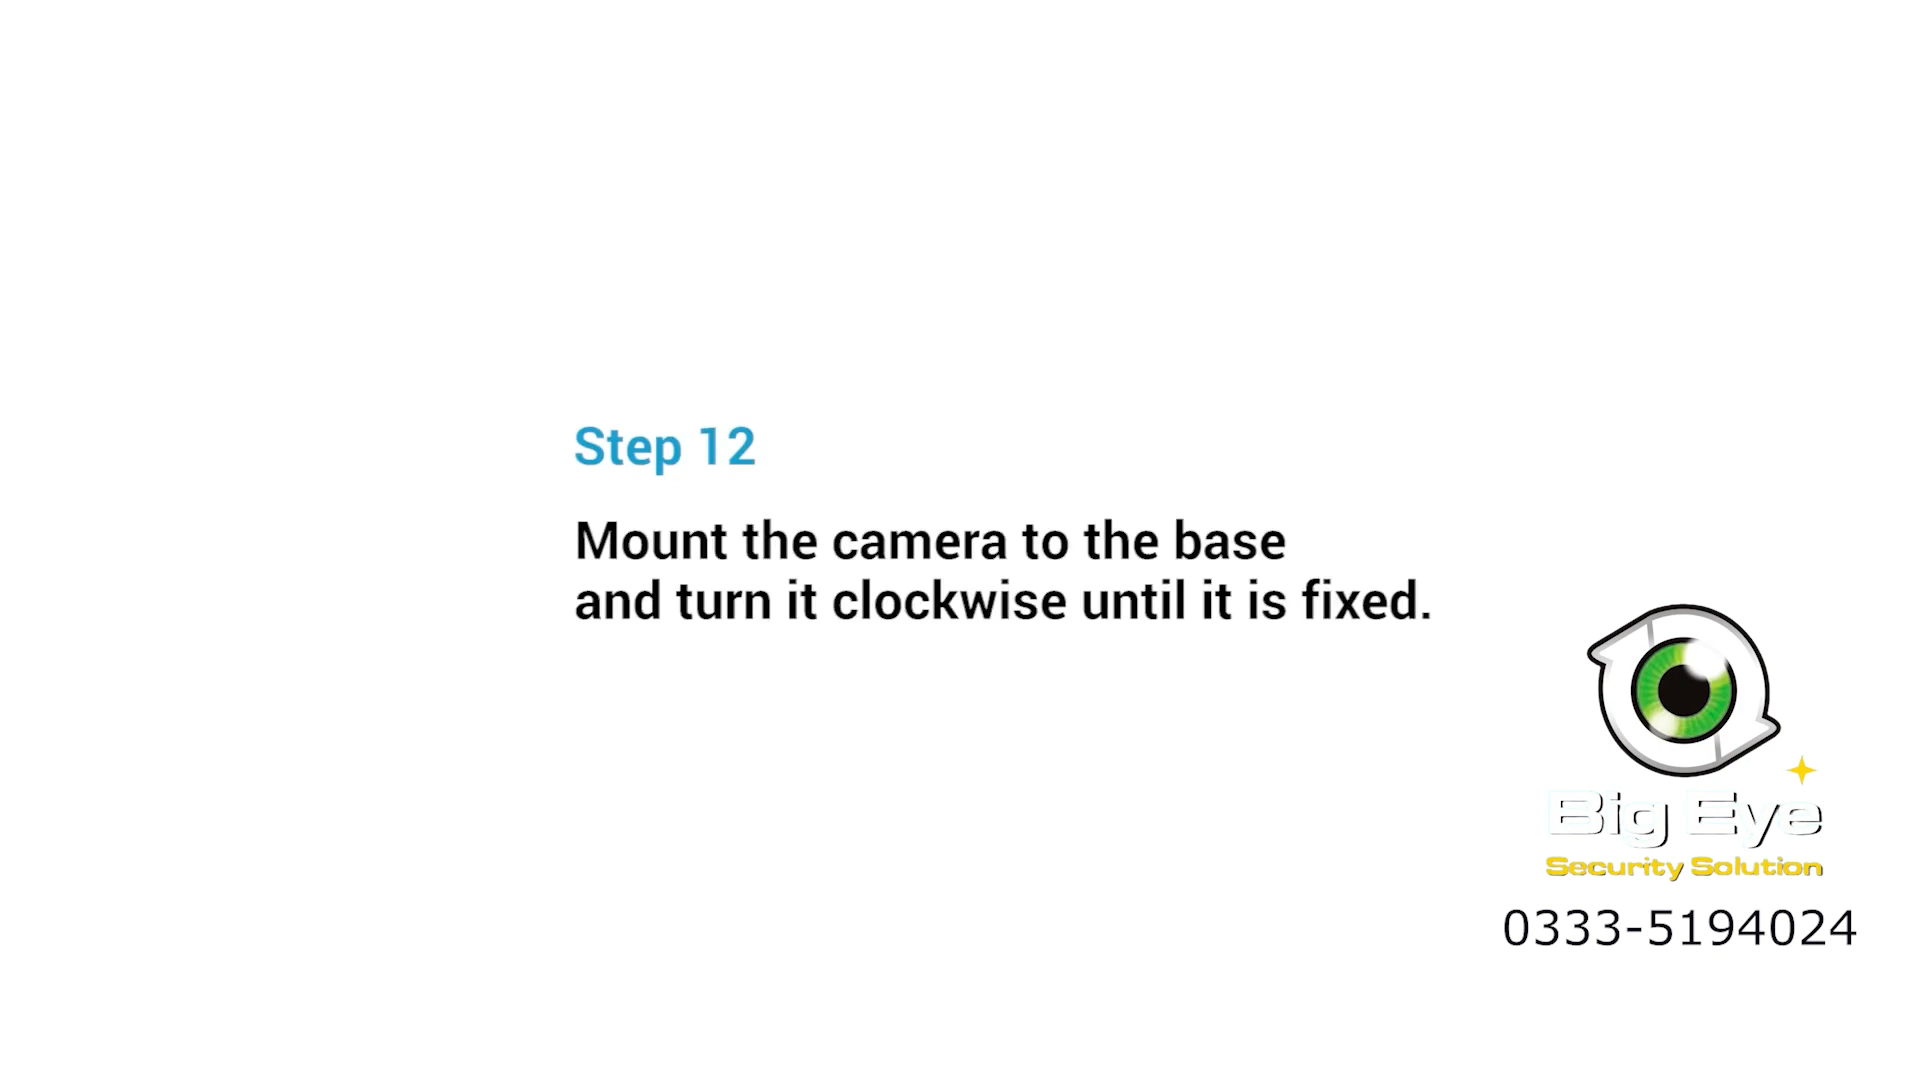 Step 12
Mount the camera to the base
and turn it clockwise until it is fixed.
Big Eye
Security Solution
0333-5194024